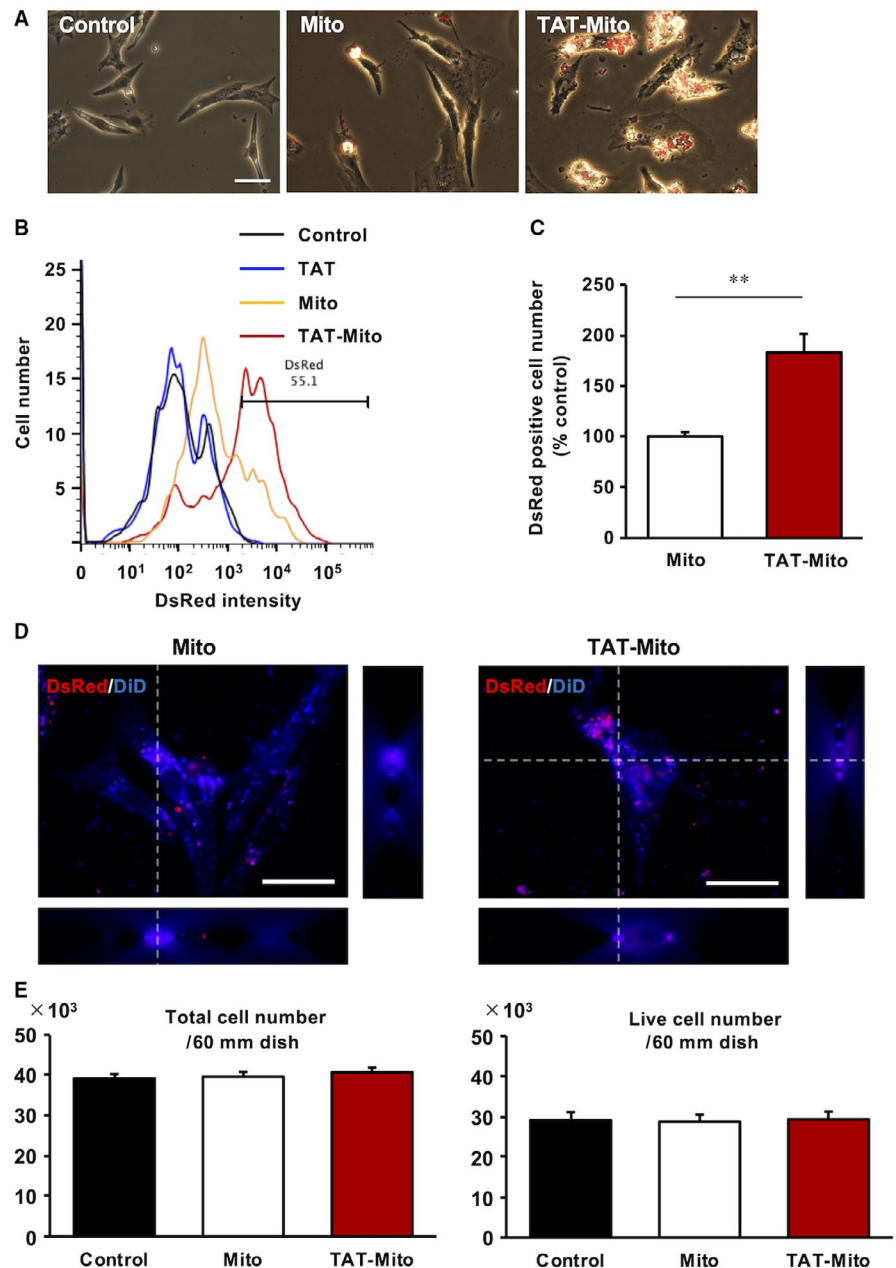 A
Control
Mito
TAT-Mito
B
Control
TAT
Mito
TAT-Mito
DsRed
55.1
Cell number
25
20
15
10
5
0
10¹
10²
10³
10⁴
10⁵
DsRed intensity
C
DsRed positive cell number
(% control)
250
200
150
100
50
0
**
Mito
TAT-Mito
D
Mito
TAT-Mito
DsRed/DiD
DsRed/DiD
E
×10³
Total cell number
/60 mm dish
50
40
30
20
10
0
Control
Mito
TAT-Mito
×10³
Live cell number
/60 mm dish
50
40
30
20
10
0
Control
Mito
TAT-Mito